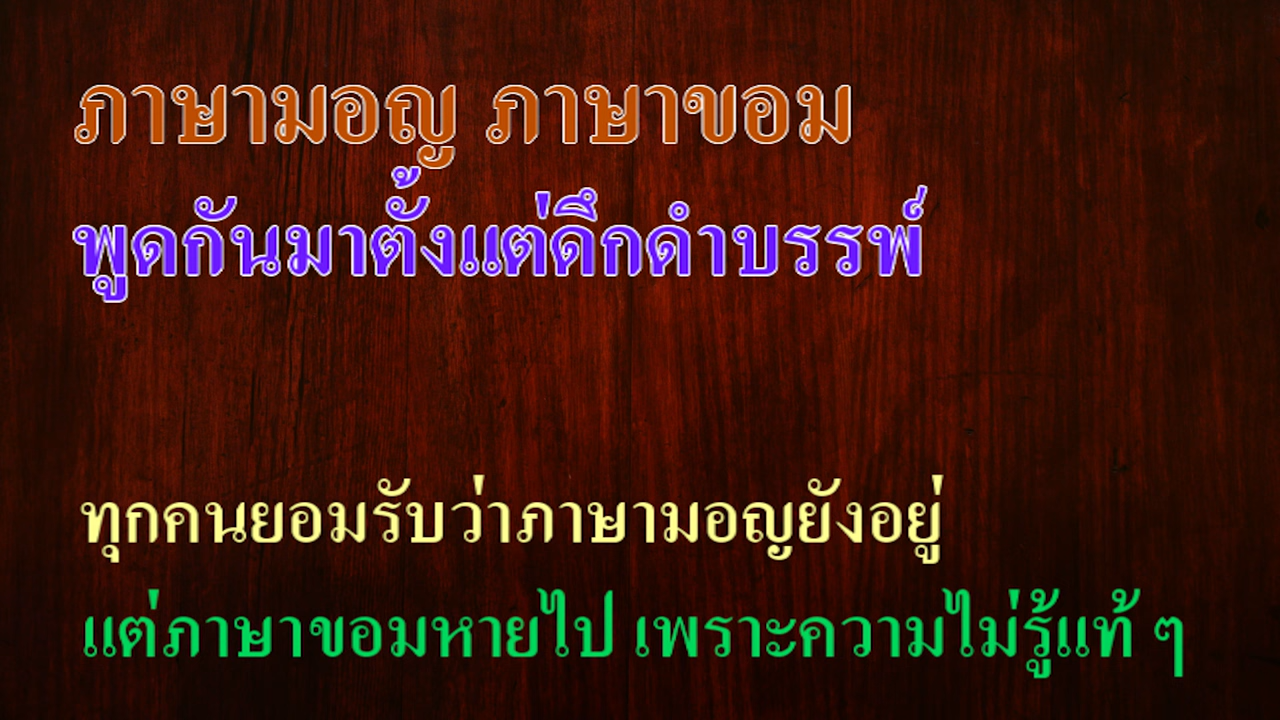 ภาษามอญ ภาษาขอม
พูดกันมาตั้งแต่ดึกดำบรรพ์
ทุกคนยอมรับว่าภาษามอญยังอยู่
แต่ภาษาขอมหายไป เพราะความไม่รู้แท้ ๆ